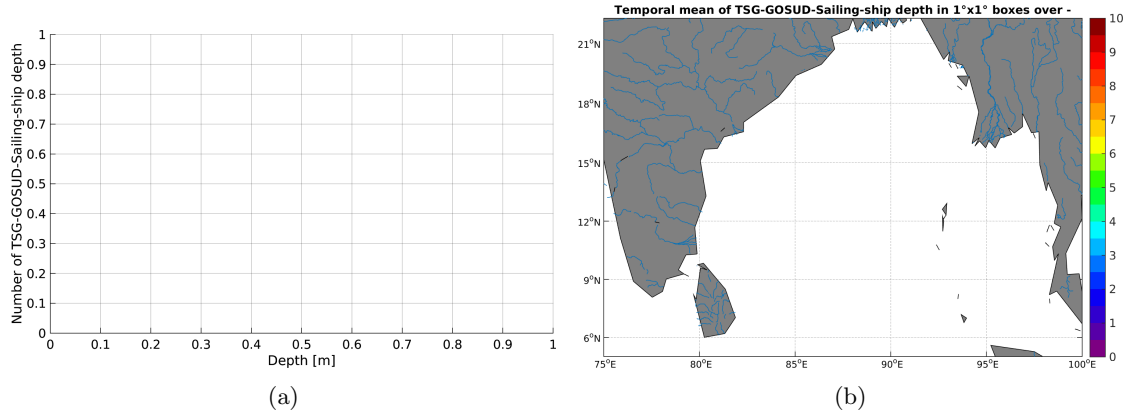 Number of TSG-GOSUD-Sailing-ship depth
1
0.9
0.8
0.7
0.6
0.5
0.4
0.3
0.2
0.1
0
0 0.1 0.2 0.3 0.4 0.5 0.6 0.7 0.8 0.9 1
Depth [m]
(a)
Temporal mean of TSG-GOSUD-Sailing-ship depth in 1°x1° boxes over -
21°N
18°N
15°N
12°N
9°N
6°N
75°E 80°E 85°E 90°E 95°E 100°E
10
9
8
7
6
5
4
3
2
1
0
(b)